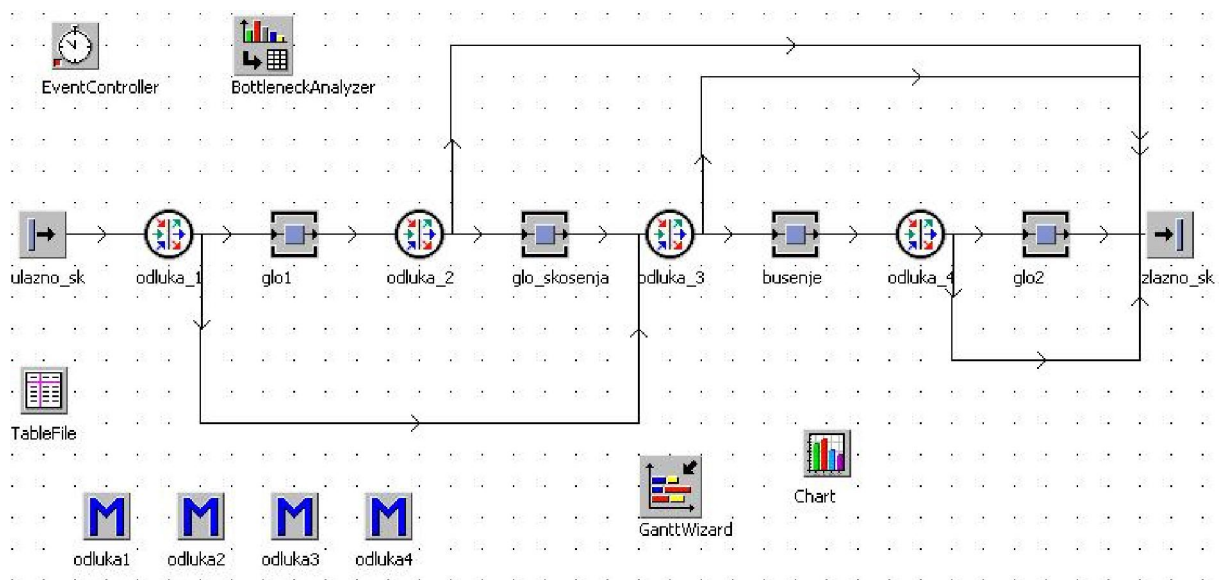 EventController
BottleneckAnalyzer
ulazno_sk
odluka_1
glo1
odluka_2
glo_skosenja
odluka_3
busenje
odluka_4
glo2
zlazno_sk
TableFile
Chart
GanttWizard
M
M
M
M
odluka1
odluka2
odluka3
odluka4